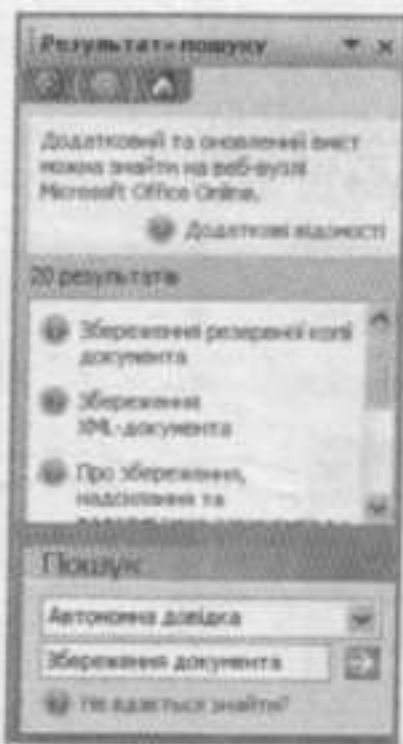 Результати пошуку
Додатковий та оновлений вміст
можна знайти на веб-вузлі
Microsoft Office Online.
Додаткові відомості
20 результатів
Збереження резервної копії
документа
Збереження
XML-документа
Про збереження,
надсилання та
Пошук
Автономна довідка
Збереження документа
Не вдається знайти?